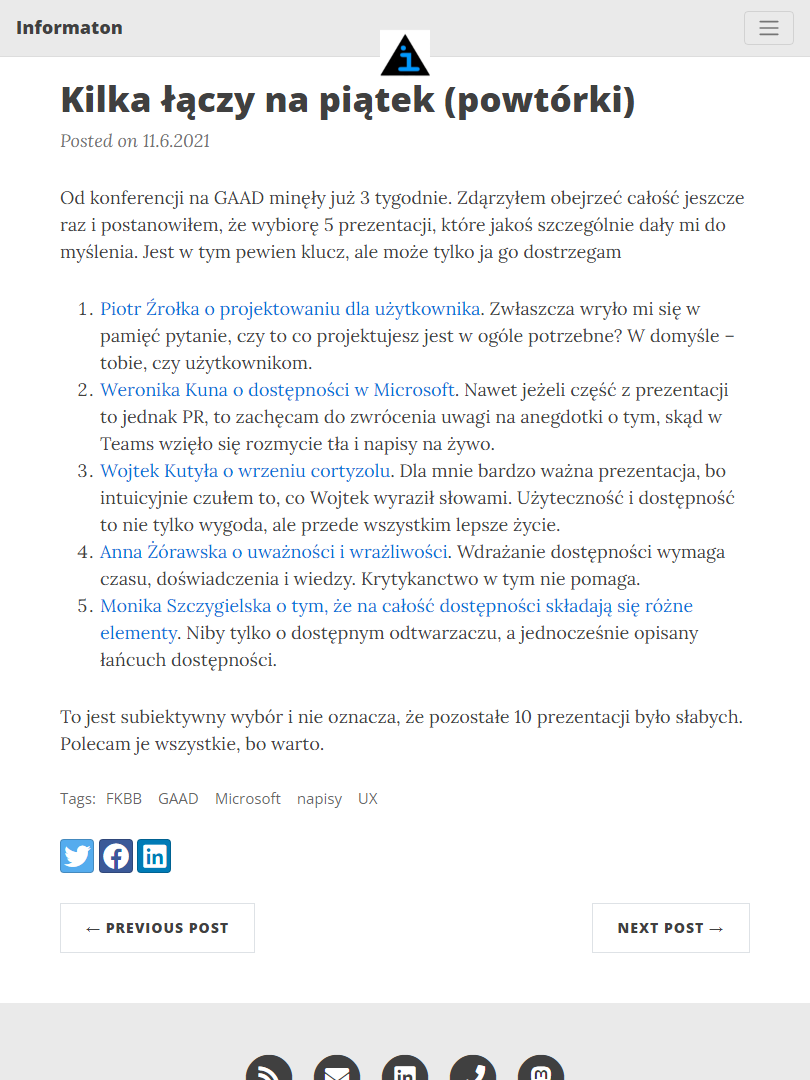 Informaton
Kilka łączy na piątek (powtórki)
Posted on 11.6.2021
Od konferencji na GAAD minęły już 3 tygodnie. Zdążyłem obejrzeć całość jeszcze
raz i postanowiłem, że wybiorę 5 prezentacji, które jakoś szczególnie dały mi do
myślenia. Jest w tym pewien klucz, ale może tylko ja go dostrzegam
1. Piotr Źrołka o projektowaniu dla użytkownika. Zwłaszcza wryło mi się w
pamięć pytanie, czy to co projektujesz jest w ogóle potrzebne? W domyśle –
tobie, czy użytkownikom.
2. Weronika Kuna o dostępności w Microsoft. Nawet jeżeli część z prezentacji
to jednak PR, to zachęcam do zwrócenia uwagi na anegdotki o tym, skąd w
Teams wzięło się rozmycie tła i napisy na żywo.
3. Wojtek Kutyła o wrzeniu cortyzolu. Dla mnie bardzo ważna prezentacja, bo
intuicyjnie czułem to, co Wojtek wyraził słowami. Użyteczność i dostępność
to nie tylko wygoda, ale przede wszystkim lepsze życie.
4. Anna Żórawska o uważności i wrażliwości. Wdrażanie dostępności wymaga
czasu, doświadczenia i wiedzy. Krytykanctwo w tym nie pomaga.
5. Monika Szczygielska o tym, że na całość dostępności składają się różne
elementy. Niby tylko o dostępnym odtwarzaczu, a jednocześnie opisany
łańcuch dostępności.
To jest subiektywny wybór i nie oznacza, że pozostałe 10 prezentacji było słabych.
Polecam je wszystkie, bo warto.
Tags: FKBB GAAD Microsoft napisy UX
← PREVIOUS POST
NEXT POST →